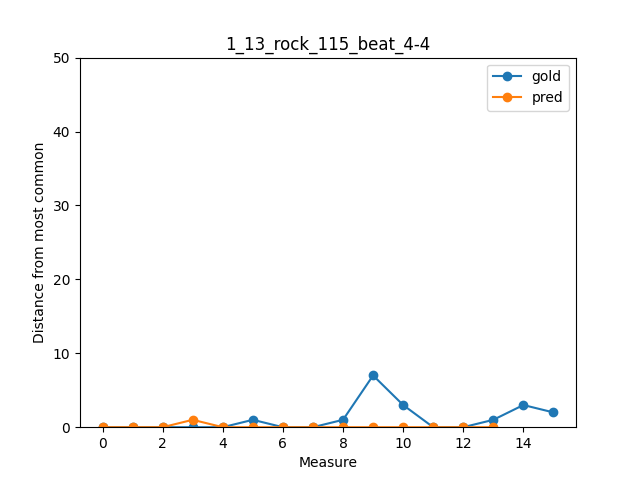 1_13_rock_115_beat_4-4
50
40
30
20
10
0
Distance from most common
gold
pred
0 2 4 6 8 10 12 14
Measure